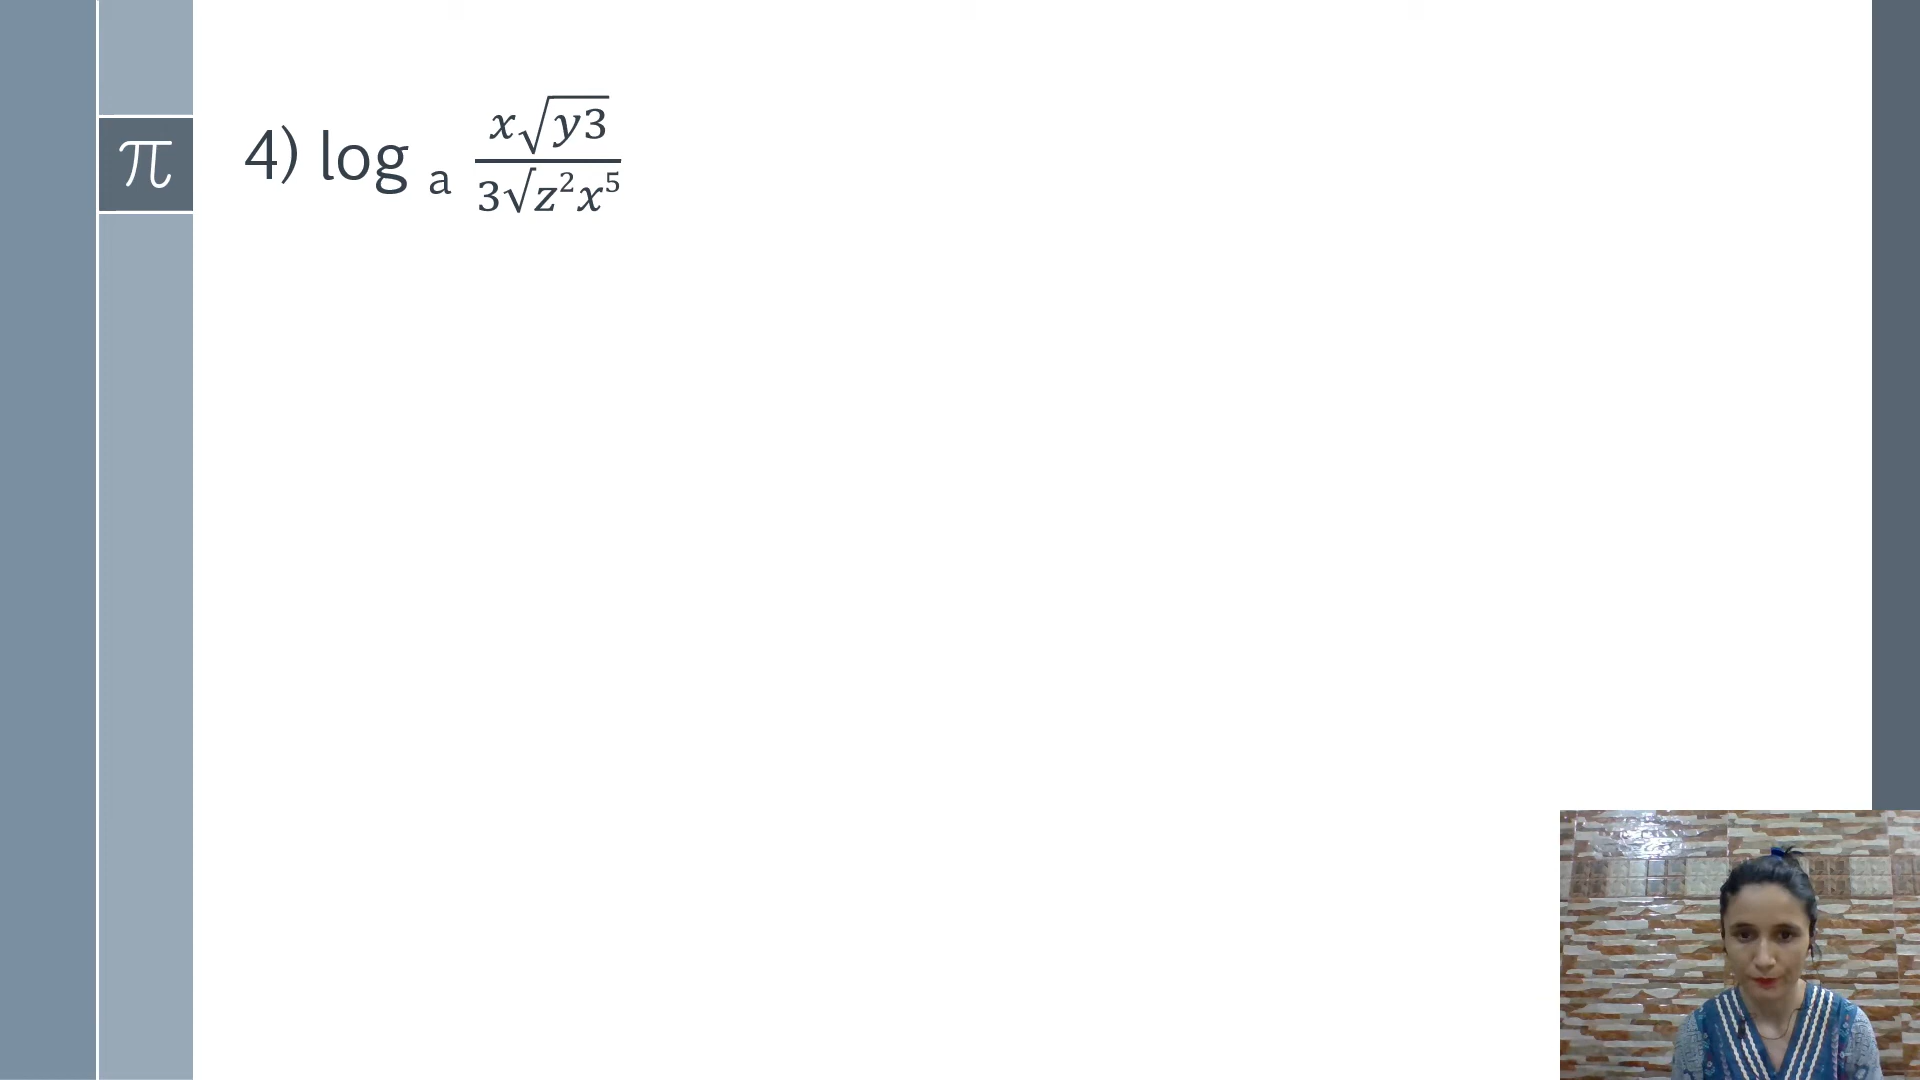 π
4) log a x√y3 / 3√z²x⁵